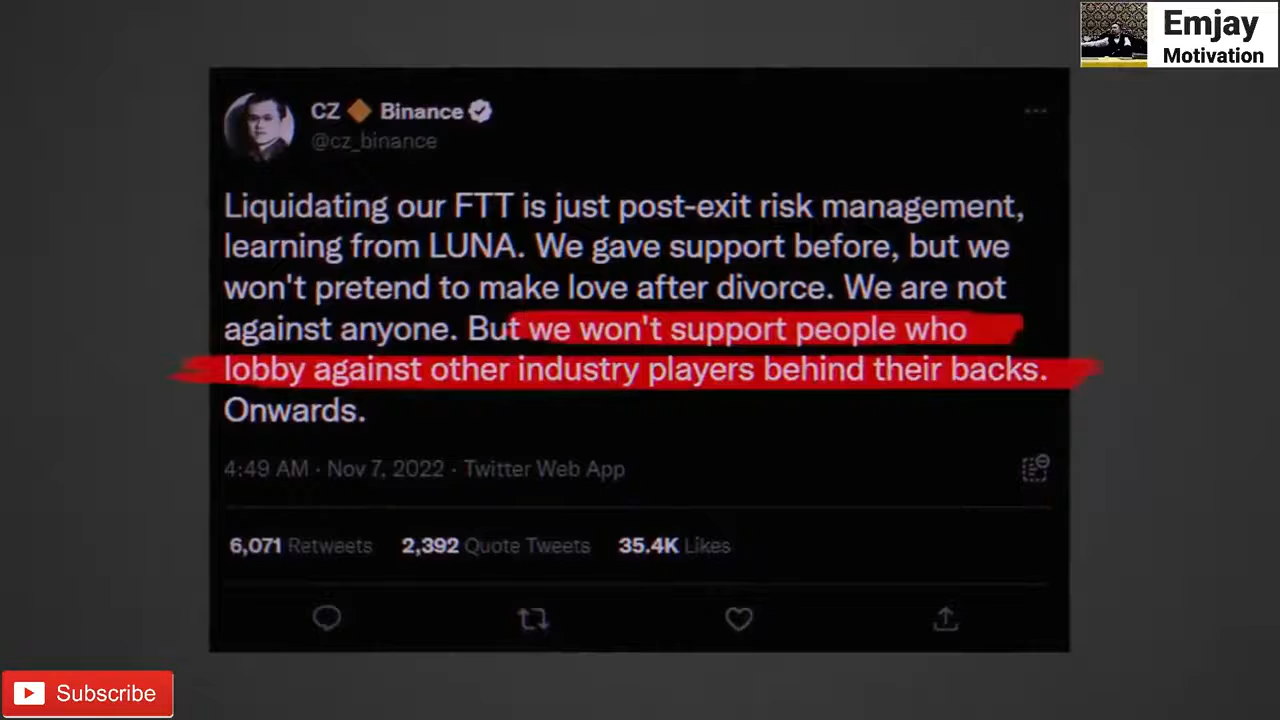 Emjay
Motivation
CZ 🔶 Binance
@cz_binance
Liquidating our FTT is just post-exit risk management,
learning from LUNA. We gave support before, but we
won't pretend to make love after divorce. We are not
against anyone. But we won't support people who
lobby against other industry players behind their backs.
Onwards.
4:49 AM · Nov 7, 2022 · Twitter Web App
6,071 Retweets 2,392 Quote Tweets 35.4K Likes
Subscribe